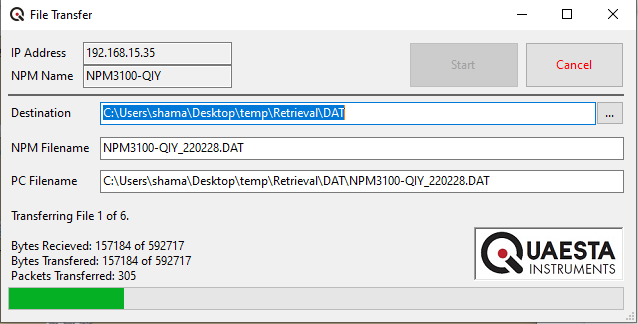 File Transfer
IP Address 192.168.15.35
NPM Name NPM3100-QIY
Start Cancel
Destination C:\Users\shama\Desktop\temp\Retrieval\DAT ...
NPM Filename NPM3100-QIY_220228.DAT
PC Filename C:\Users\shama\Desktop\temp\Retrieval\DAT\NPM3100-QIY_220228.DAT
Transferring File 1 of 6.
Bytes Recieved: 157184 of 592717
Bytes Transfered: 157184 of 592717
Packets Transferred: 305
QUAESTA
INSTRUMENTS